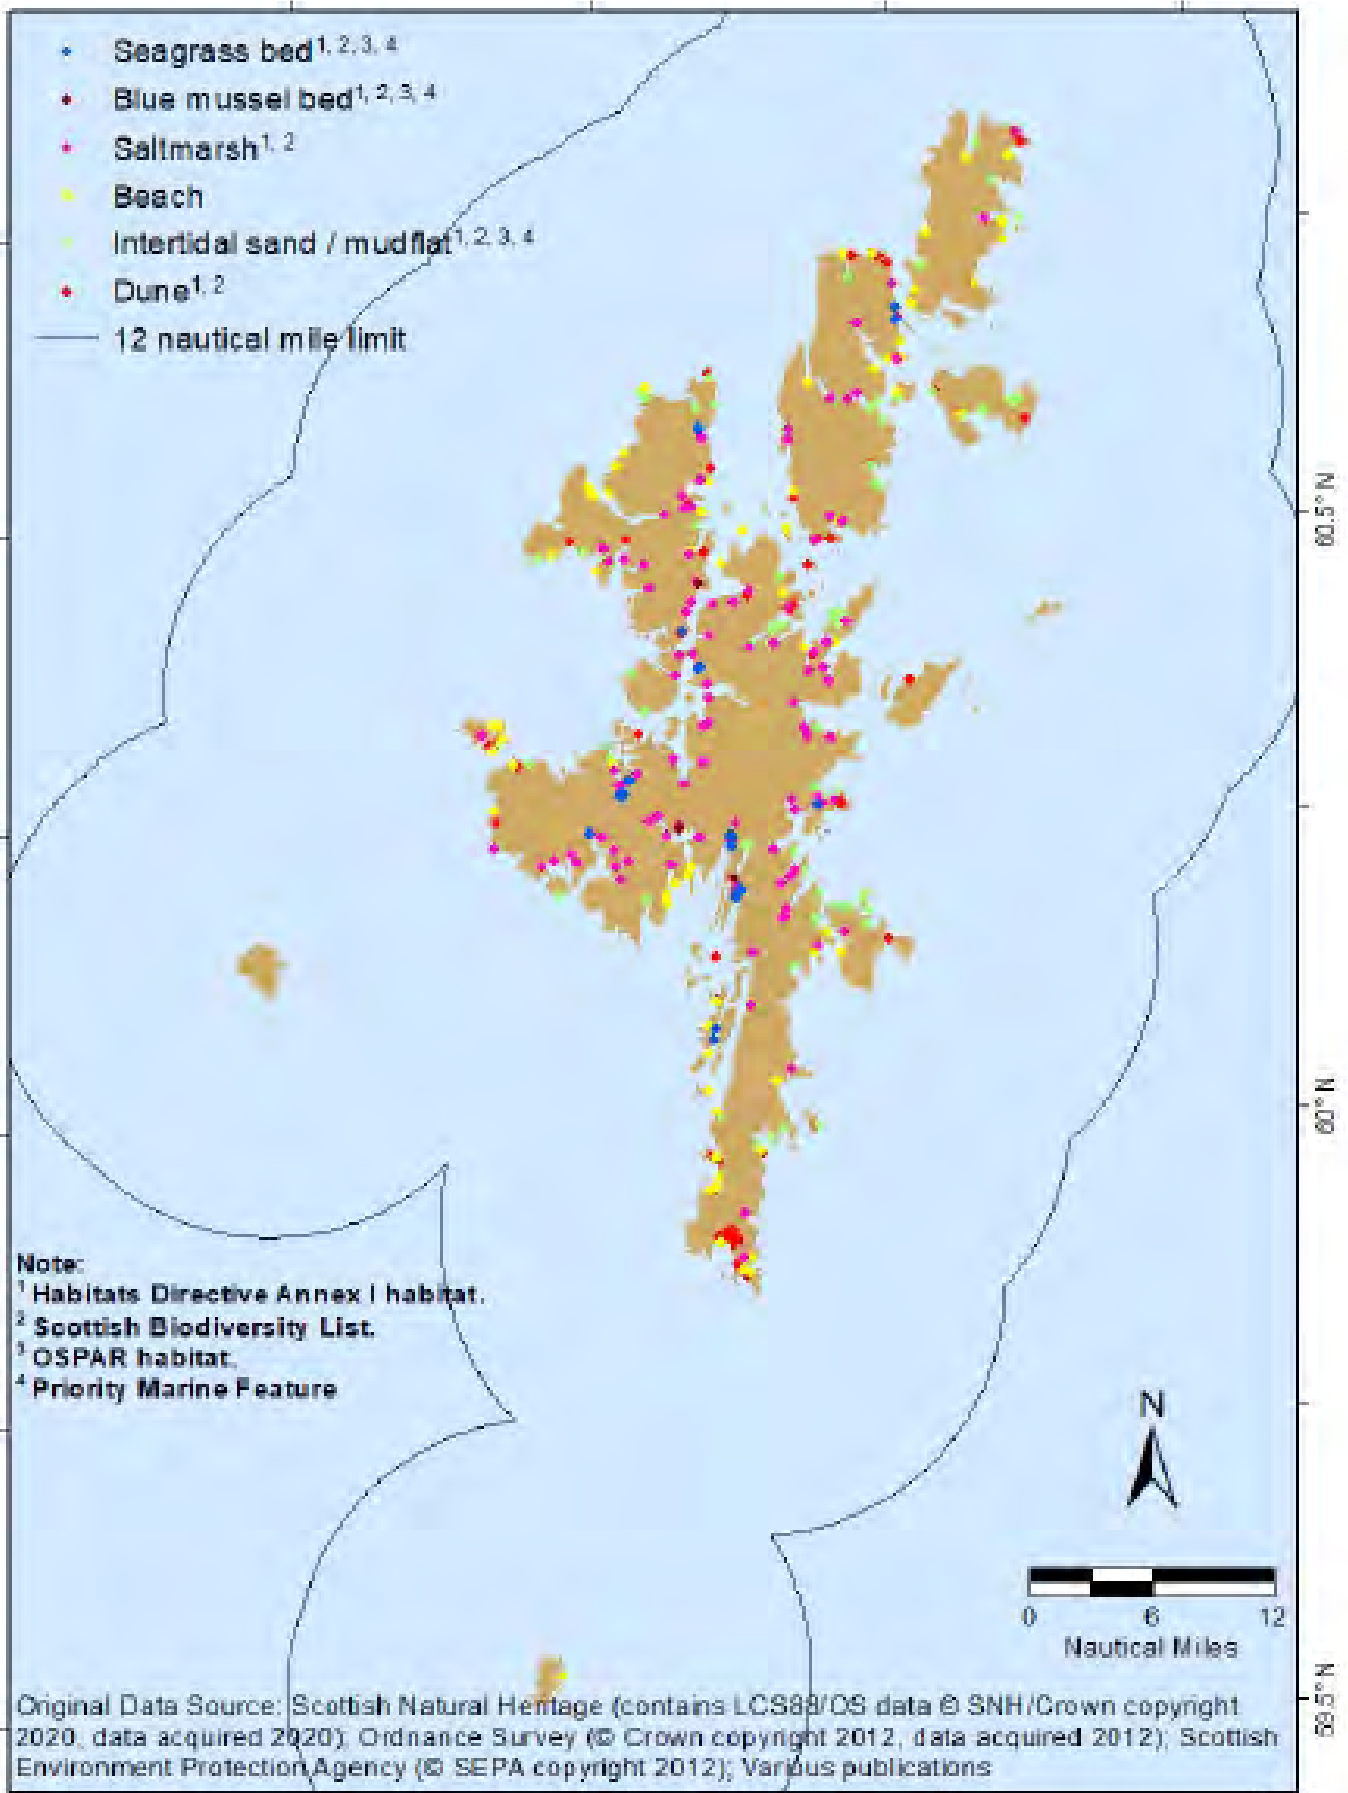 Seagrass bed1, 2, 3, 4
Blue mussel bed1, 2, 3, 4
Saltmarsh1, 2
Beach
Intertidal sand / mudflat1, 2, 3, 4
Dune1, 2
12 nautical mile limit
60.5° N
60° N
59.5° N
Note:
1 Habitats Directive Annex I habitat.
2 Scottish Biodiversity List.
3 OSPAR habitat.
4 Priority Marine Feature
N
0 6 12
Nautical Miles
Original Data Source: Scottish Natural Heritage (contains LCS88/OS data © SNH/Crown copyright
2020, data acquired 2020); Ordnance Survey (© Crown copyright 2012, data acquired 2012); Scottish
Environment Protection Agency (© SEPA copyright 2012); Various publications